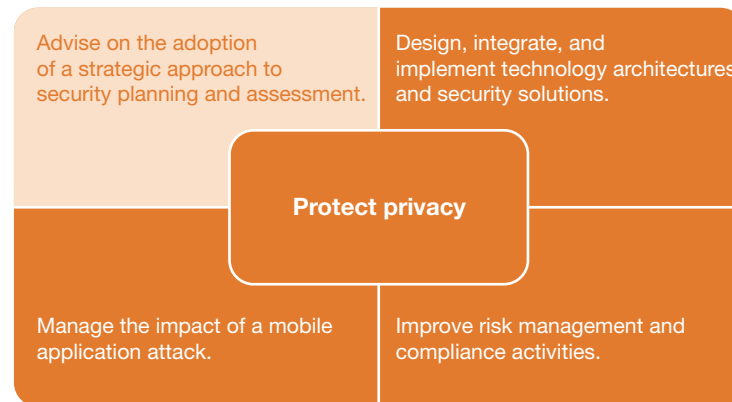 Advise on the adoption
of a strategic approach to
security planning and assessment.
Design, integrate, and
implement technology architectures
and security solutions.
Protect privacy
Manage the impact of a mobile
application attack.
Improve risk management and
compliance activities.